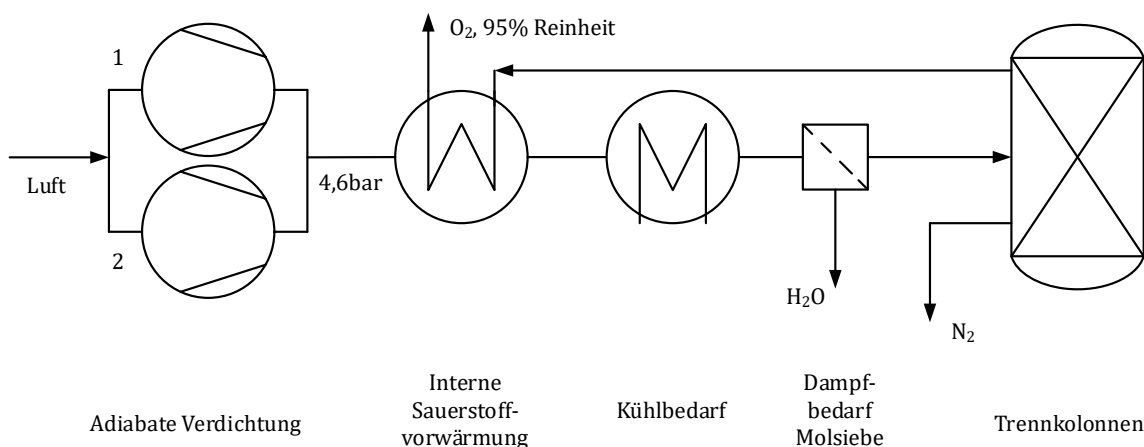 O₂, 95% Reinheit
1
Luft
4,6bar
2
H₂O
N₂
Adiabate Verdichtung
Interne
Sauerstoff-
vorwärmung
Kühlbedarf
Dampf-
bedarf
Molsiebe
Trennkolonnen